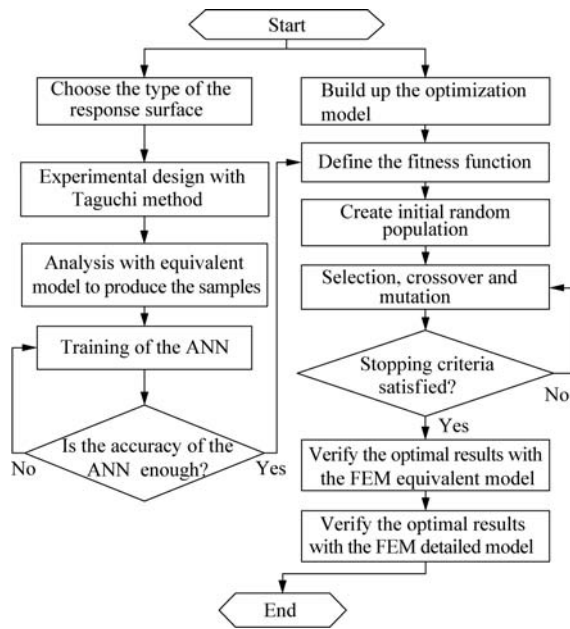 Start
Choose the type of the
response surface
Experimental design with
Taguchi method
Analysis with equivalent
model to produce the samples
Training of the ANN
Is the accuracy of the
ANN enough?
No
Yes
Build up the optimization
model
Define the fitness function
Create initial random
population
Selection, crossover and
mutation
Stopping criteria
satisfied?
No
Yes
Verify the optimal results with
the FEM equivalent model
Verify the optimal results
with the FEM detailed model
End